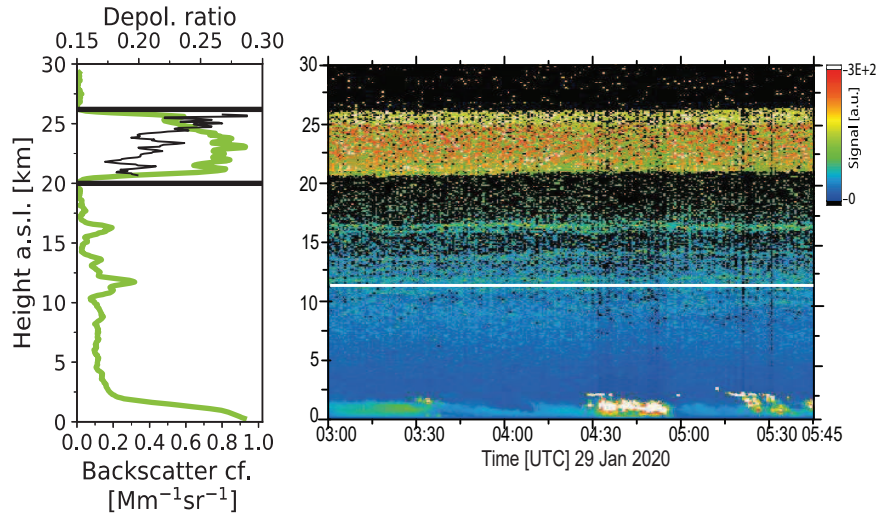 Depol. ratio
0.15 0.20 0.25 0.30
30
25
20
15
10
5
0
Height a.s.l. [km]
0.0 0.2 0.4 0.6 0.8 1.0
Backscatter cf.
[Mm⁻¹sr⁻¹]
30
25
20
15
10
5
0
03:00 03:30 04:00 04:30 05:00 05:30 05:45
Time [UTC] 29 Jan 2020
3E+2
0
Signal [a.u.]